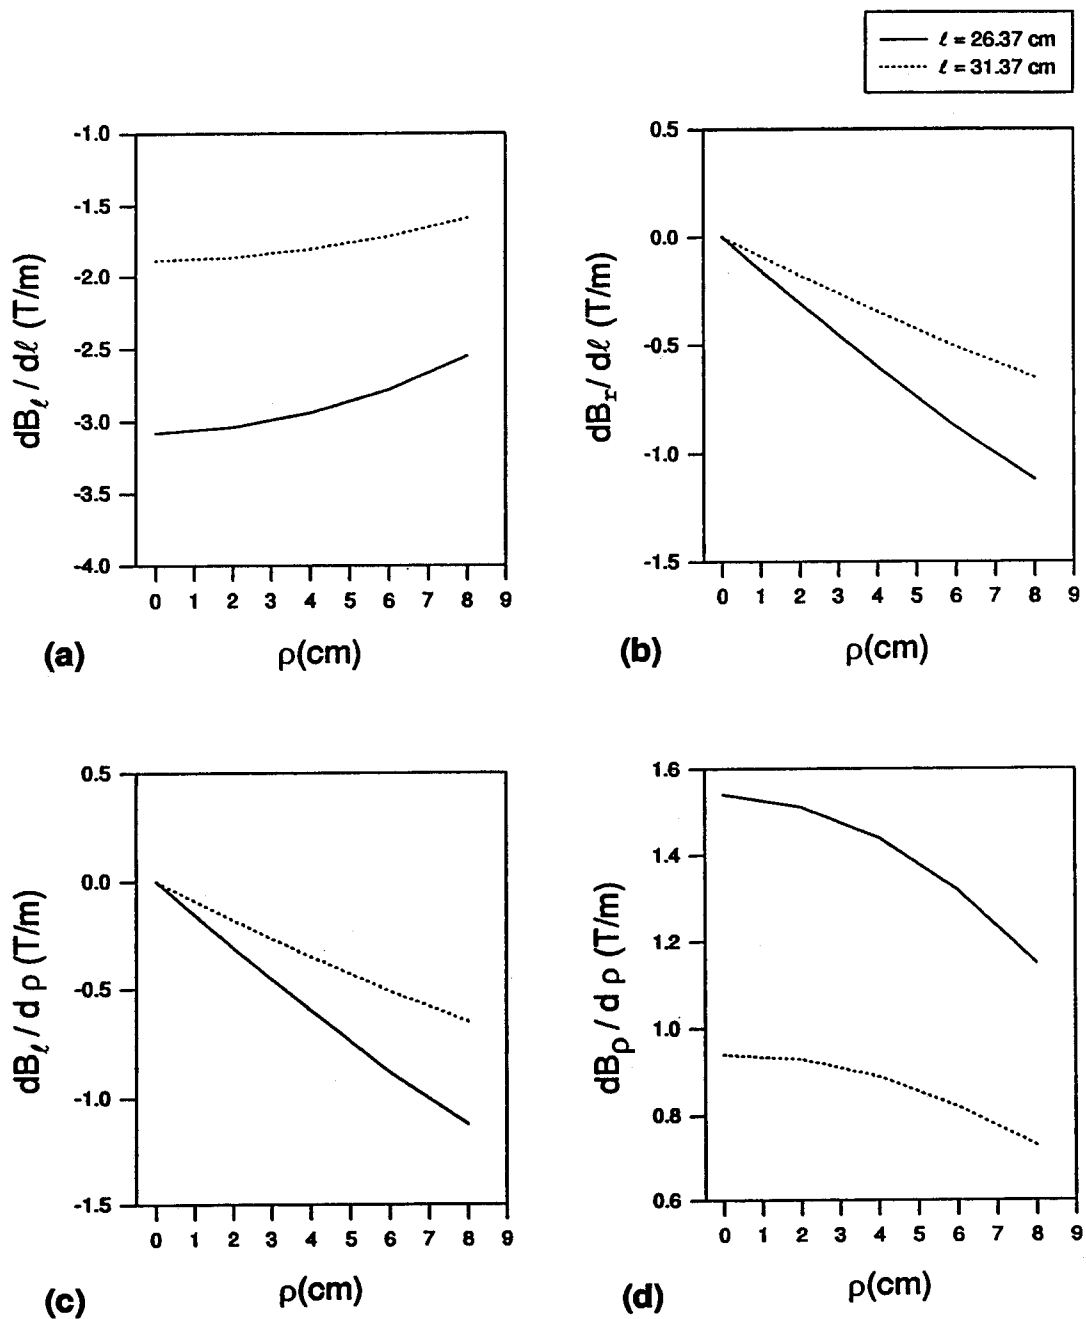 ℓ = 26.37 cm
ℓ = 31.37 cm
-1.0
-1.5
-2.0
-2.5
-3.0
-3.5
-4.0
dBℓ / dℓ (T/m)
0 1 2 3 4 5 6 7 8 9
(a) ρ(cm)
0.5
0.0
-0.5
-1.0
-1.5
dBr / dℓ (T/m)
0 1 2 3 4 5 6 7 8 9
(b) ρ(cm)
0.5
0.0
-0.5
-1.0
-1.5
dBℓ / d ρ (T/m)
0 1 2 3 4 5 6 7 8 9
(c) ρ(cm)
1.6
1.4
1.2
1.0
0.8
0.6
dBρ / d ρ (T/m)
0 1 2 3 4 5 6 7 8 9
(d) ρ(cm)